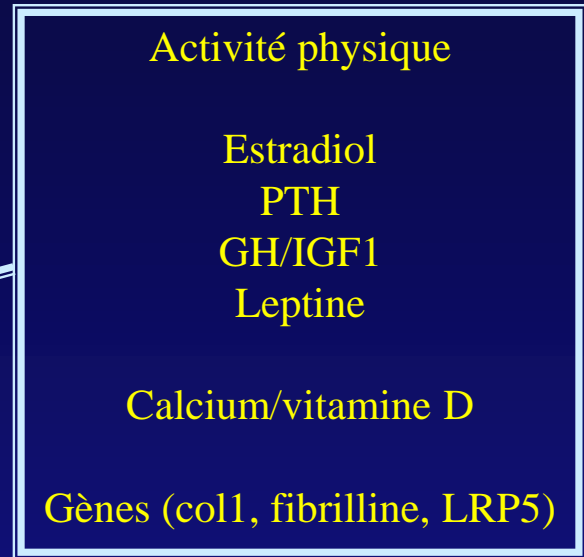 Activité physique
Estradiol
PTH
GH/IGF1
Leptine
Calcium/vitamine D
Gènes (col1, fibrilline, LRP5)